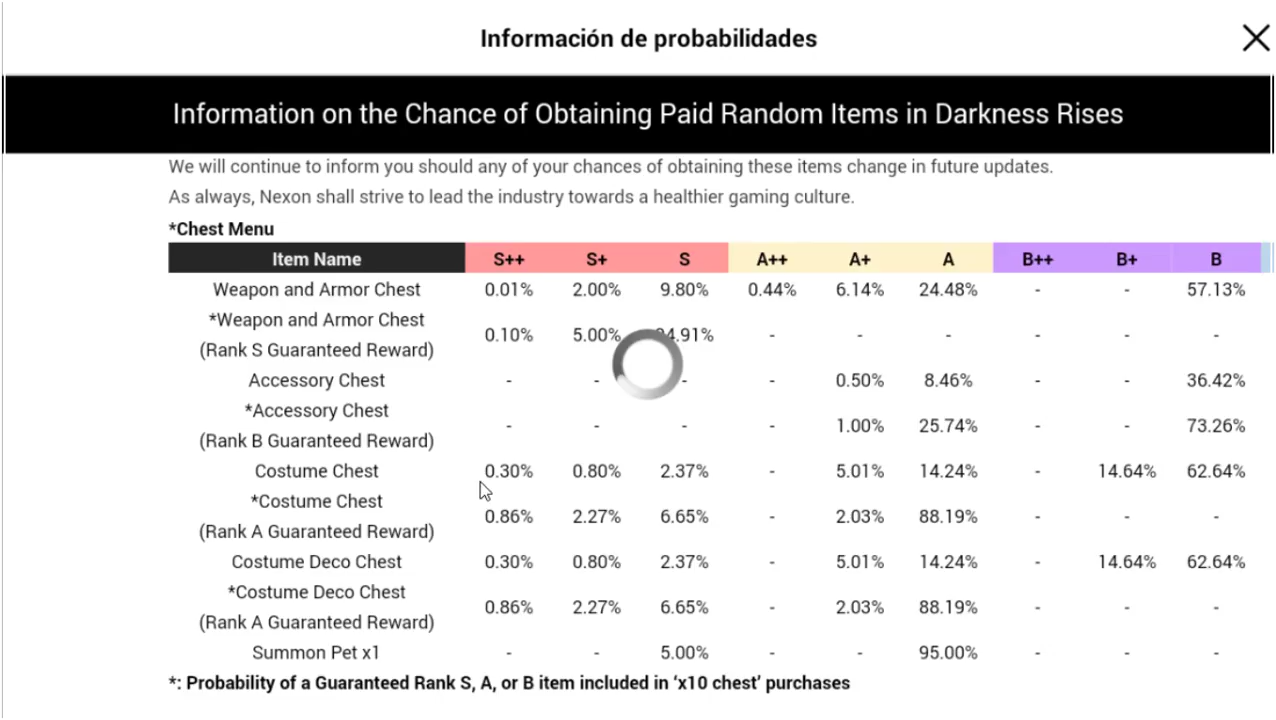 Información de probabilidades
Information on the Chance of Obtaining Paid Random Items in Darkness Rises
We will continue to inform you should any of your chances of obtaining these items change in future updates.
As always, Nexon shall strive to lead the industry towards a healthier gaming culture.
*Chest Menu
Item Name S++ S+ S A++ A+ A B++ B+ B
Weapon and Armor Chest 0.01% 2.00% 9.80% 0.44% 6.14% 24.48% - - 57.13%
*Weapon and Armor Chest
(Rank S Guaranteed Reward) 0.10% 5.00% - - - - - -
Accessory Chest - - - - 0.50% 8.46% - - 36.42%
*Accessory Chest
(Rank B Guaranteed Reward) - - - - 1.00% 25.74% - - 73.26%
Costume Chest 0.30% 0.80% 2.37% - 5.01% 14.24% - 14.64% 62.64%
*Costume Chest
(Rank A Guaranteed Reward) 0.86% 2.27% 6.65% - 2.03% 88.19% - - -
Costume Deco Chest 0.30% 0.80% 2.37% - 5.01% 14.24% - 14.64% 62.64%
*Costume Deco Chest
(Rank A Guaranteed Reward) 0.86% 2.27% 6.65% - 2.03% 88.19% - - -
Summon Pet x1 - - 5.00% - - 95.00% - - -
*: Probability of a Guaranteed Rank S, A, or B item included in ‘x10 chest’ purchases